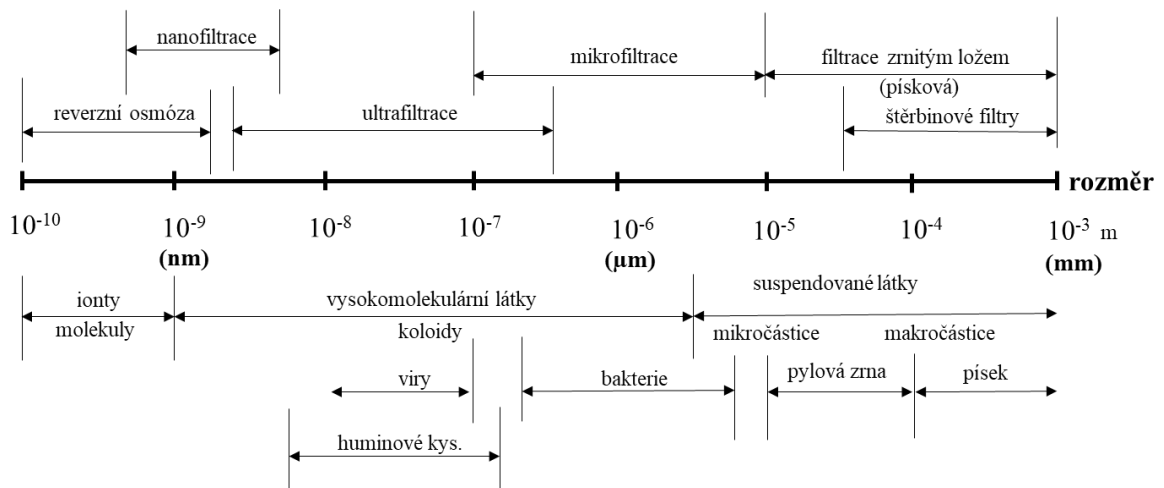 nanofiltrace
mikrofiltrace
filtrace zrnitým ložem
(písková)
reverzní osmóza
ultrafiltrace
štěrbinové filtry
rozměr
10-10 10-9 10-8 10-7 10-6 10-5 10-4 10-3 m
(nm) (μm) (mm)
ionty
molekuly
vysokomolekulární látky
koloidy
suspendované látky
mikročástice
makročástice
viry
bakterie
pylová zrna
písek
huminové kys.